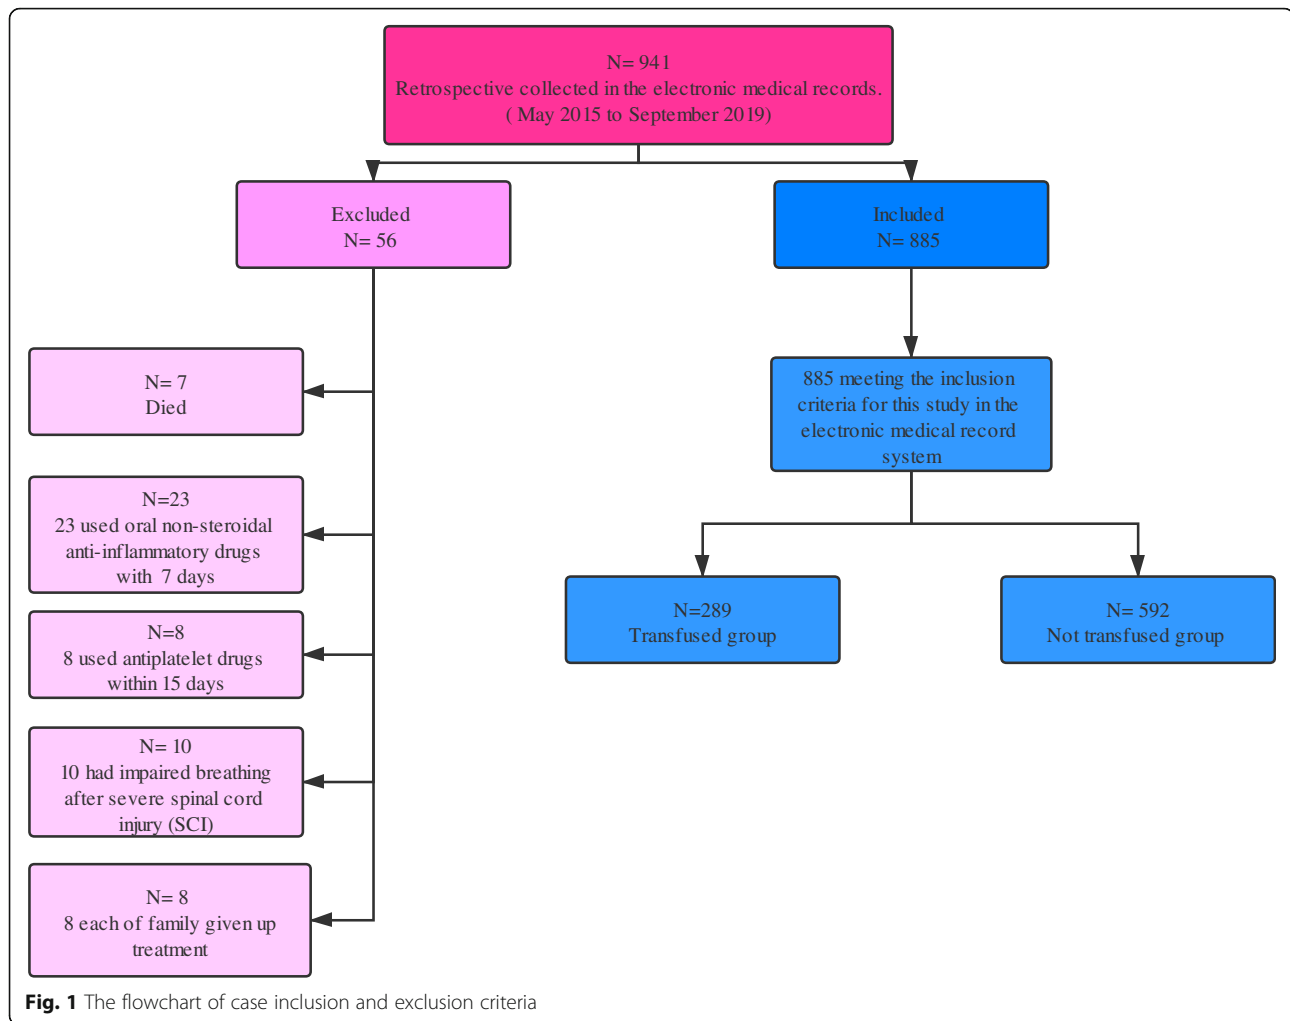 N= 941
Retrospective collected in the electronic medical records.
( May 2015 to September 2019)
Excluded
N= 56
Included
N= 885
N= 7
Died
N=23
23 used oral non-steroidal
anti-inflammatory drugs
with 7 days
N=8
8 used antiplatelet drugs
within 15 days
N= 10
10 had impaired breathing
after severe spinal cord
injury (SCI)
N= 8
8 each of family given up
treatment
885 meeting the inclusion
criteria for this study in the
electronic medical record
system
N=289
Transfused group
N= 592
Not transfused group
Fig. 1 The flowchart of case inclusion and exclusion criteria